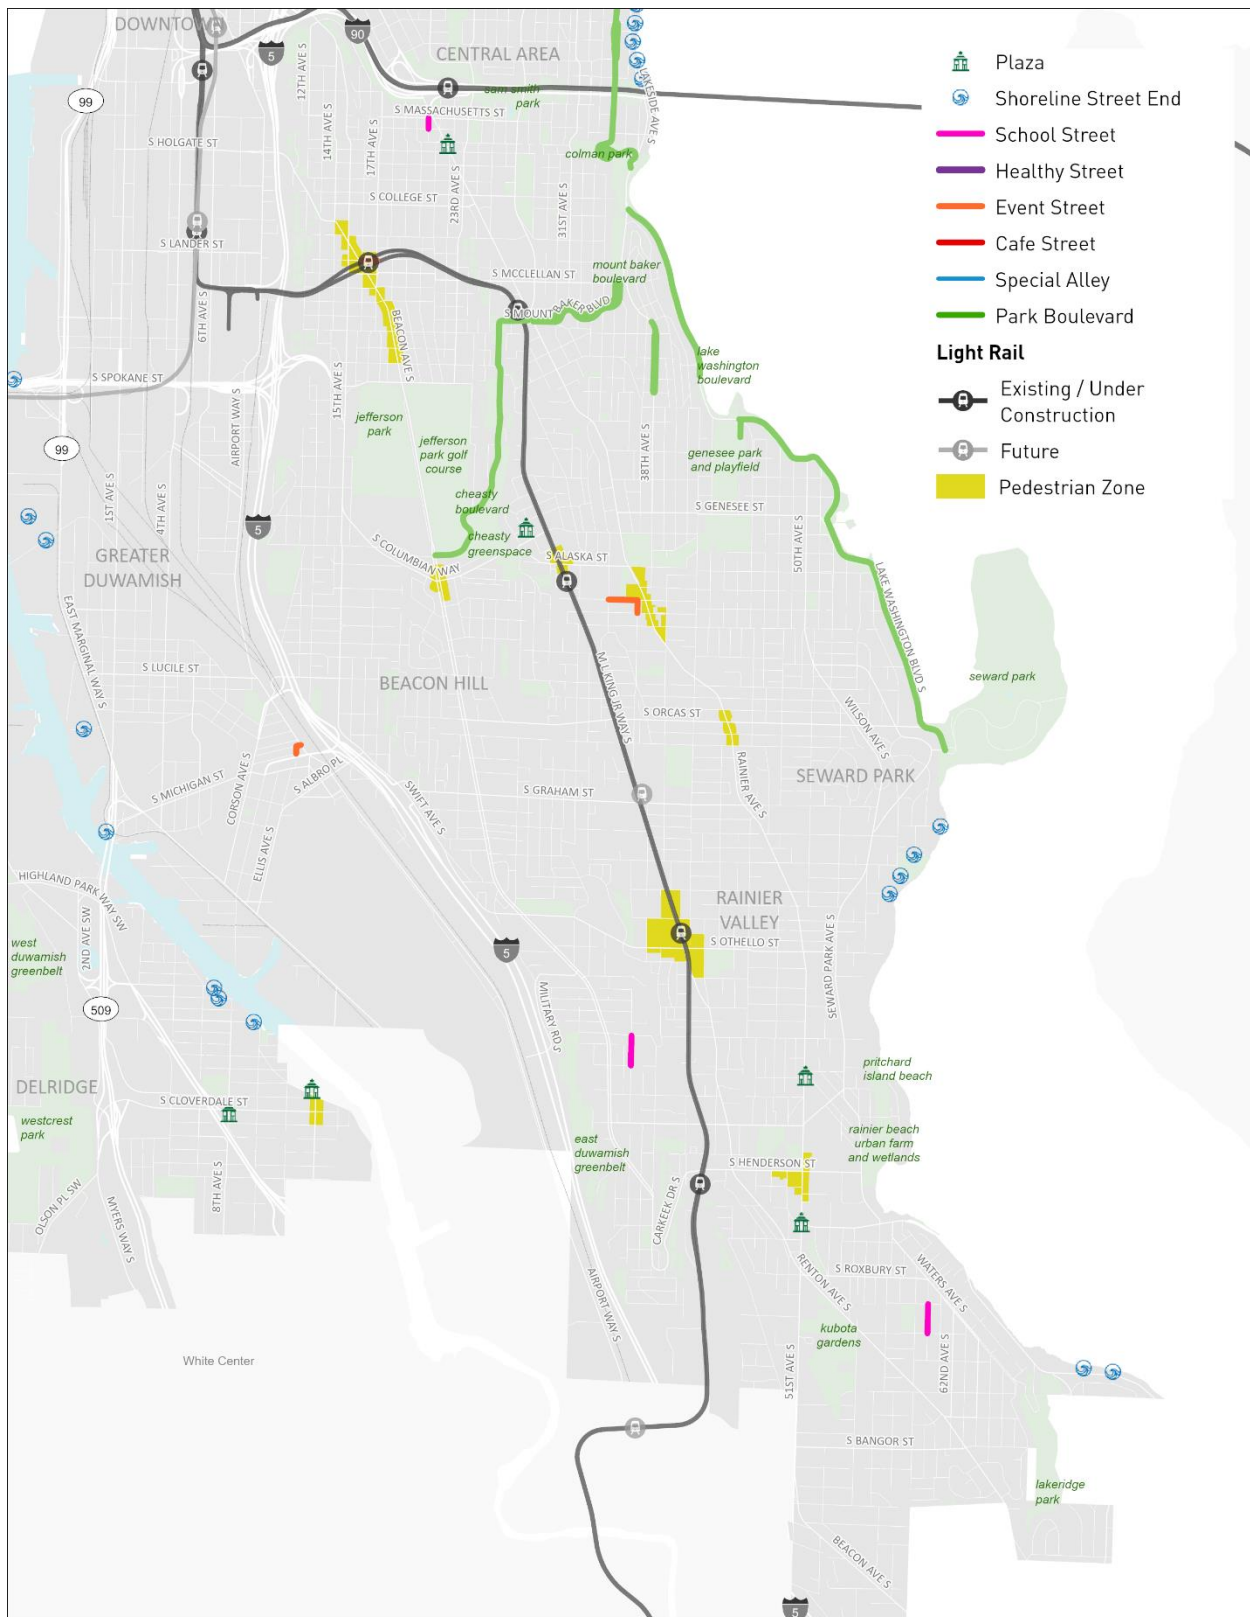 DOWNTOWN
90
5
CENTRAL AREA
12TH AVE S
99
sam smith
park
S MASSACHUSETTS ST
LAKESIDE AVE S
14TH AVE S
17TH AVE S
S HOLGATE ST
colman park
S COLLEGE ST
23RD AVE S
31ST AVE S
S LANDER ST
S MCCLELLAN ST
mount baker
boulevard
S MOUNT BAKER BLVD
6TH AVE S
BEACON AVE S
lake
washington
boulevard
S SPOKANE ST
15TH AVE S
AIRPORT WAY S
jefferson
park
jefferson
park golf
course
38TH AVE S
genesee park
and playfield
99
1ST AVE S
4TH AVE S
cheasty
boulevard
S GENESEE ST
5
50TH AVE S
S COLUMBIAN WAY
cheasty
greenspace
S ALASKA ST
GREATER
DUWAMISH
LAKE WASHINGTON BLVD S
EAST MARGINAL WAY S
S LUCILE ST
BEACON HILL
M L KING JR WAY S
seward park
S ORCAS ST
WILSON AVE S
RAINIER AVE S
S MICHIGAN ST
CORSON AVE S
S ALBRO PL
SWIFT AVE S
S GRAHAM ST
SEWARD PARK
ELLIS AVE S
HIGHLAND PARK WAY SW
2ND AVE SW
RAINIER
VALLEY
west
duwamish
greenbelt
5
S OTHELLO ST
SEWARD PARK AVE S
509
MILITARY RD S
DELRIDGE
pritchard
island beach
S CLOVERDALE ST
westcrest
park
east
duwamish
greenbelt
rainier beach
urban farm
and wetlands
S HENDERSON ST
OLSON PL SW
8TH AVE S
MYERS WAY S
CARKEEK DR S
S ROXBURY ST
WATERS AVE S
RENTON AVE S
AIRPORT WAY S
kubota
gardens
White Center
51ST AVE S
62ND AVE S
S BANGOR ST
lakeridge
park
BEACON AVE S
5
Plaza
Shoreline Street End
School Street
Healthy Street
Event Street
Cafe Street
Special Alley
Park Boulevard
Light Rail
Existing / Under
Construction
Future
Pedestrian Zone